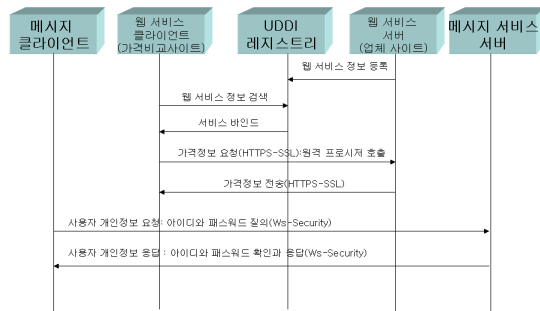 메시지
클라이언트
웹 서비스
클라이언트
(가격비교사이트)
UDDI
레지스트리
웹 서비스
서버
(업체 사이트)
메시지 서비스
서버
웹 서비스 정보 등록
웹 서비스 정보 검색
서비스 바인드
가격정보 요청(HTTPS-SSL):원격 프로시저 호출
가격정보 전송(HTTPS-SSL)
사용자 개인정보 요청: 아이디와 패스워드 질의(Ws-Security)
사용자 개인정보 응답 : 아이디와 패스워드 확인과 응답(Ws-Security)